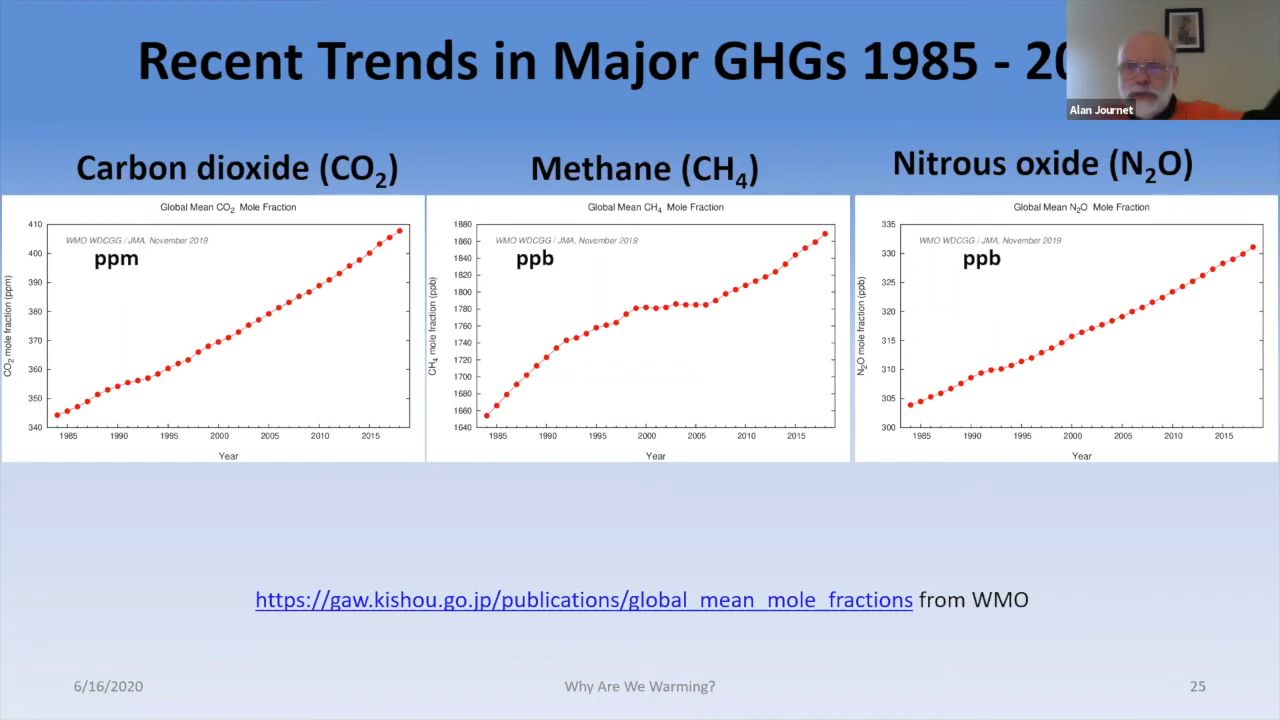 Recent Trends in Major GHGs 1985 - 20
Alan Journet
Carbon dioxide (CO₂)
Methane (CH₄)
Nitrous oxide (N₂O)
Global Mean CO₂ Mole Fraction
WMO WDCGG / JMA, November 2019
ppm
CO₂ mole fraction (ppm)
410
400
390
380
370
360
350
340
1985 1990 1995 2000 2005 2010 2015
Year
Global Mean CH₄ Mole Fraction
WMO WDCGG / JMA, November 2019
ppb
CH₄ mole fraction (ppb)
1880
1860
1840
1820
1800
1780
1760
1740
1720
1700
1680
1660
1640
1985 1990 1995 2000 2005 2010 2015
Year
Global Mean N₂O Mole Fraction
WMO WDCGG / JMA, November 2019
ppb
N₂O mole fraction (ppb)
335
330
325
320
315
310
305
300
1985 1990 1995 2000 2005 2010 2015
Year
https://gaw.kishou.go.jp/publications/global_mean_mole_fractions from WMO
6/16/2020
Why Are We Warming?
25